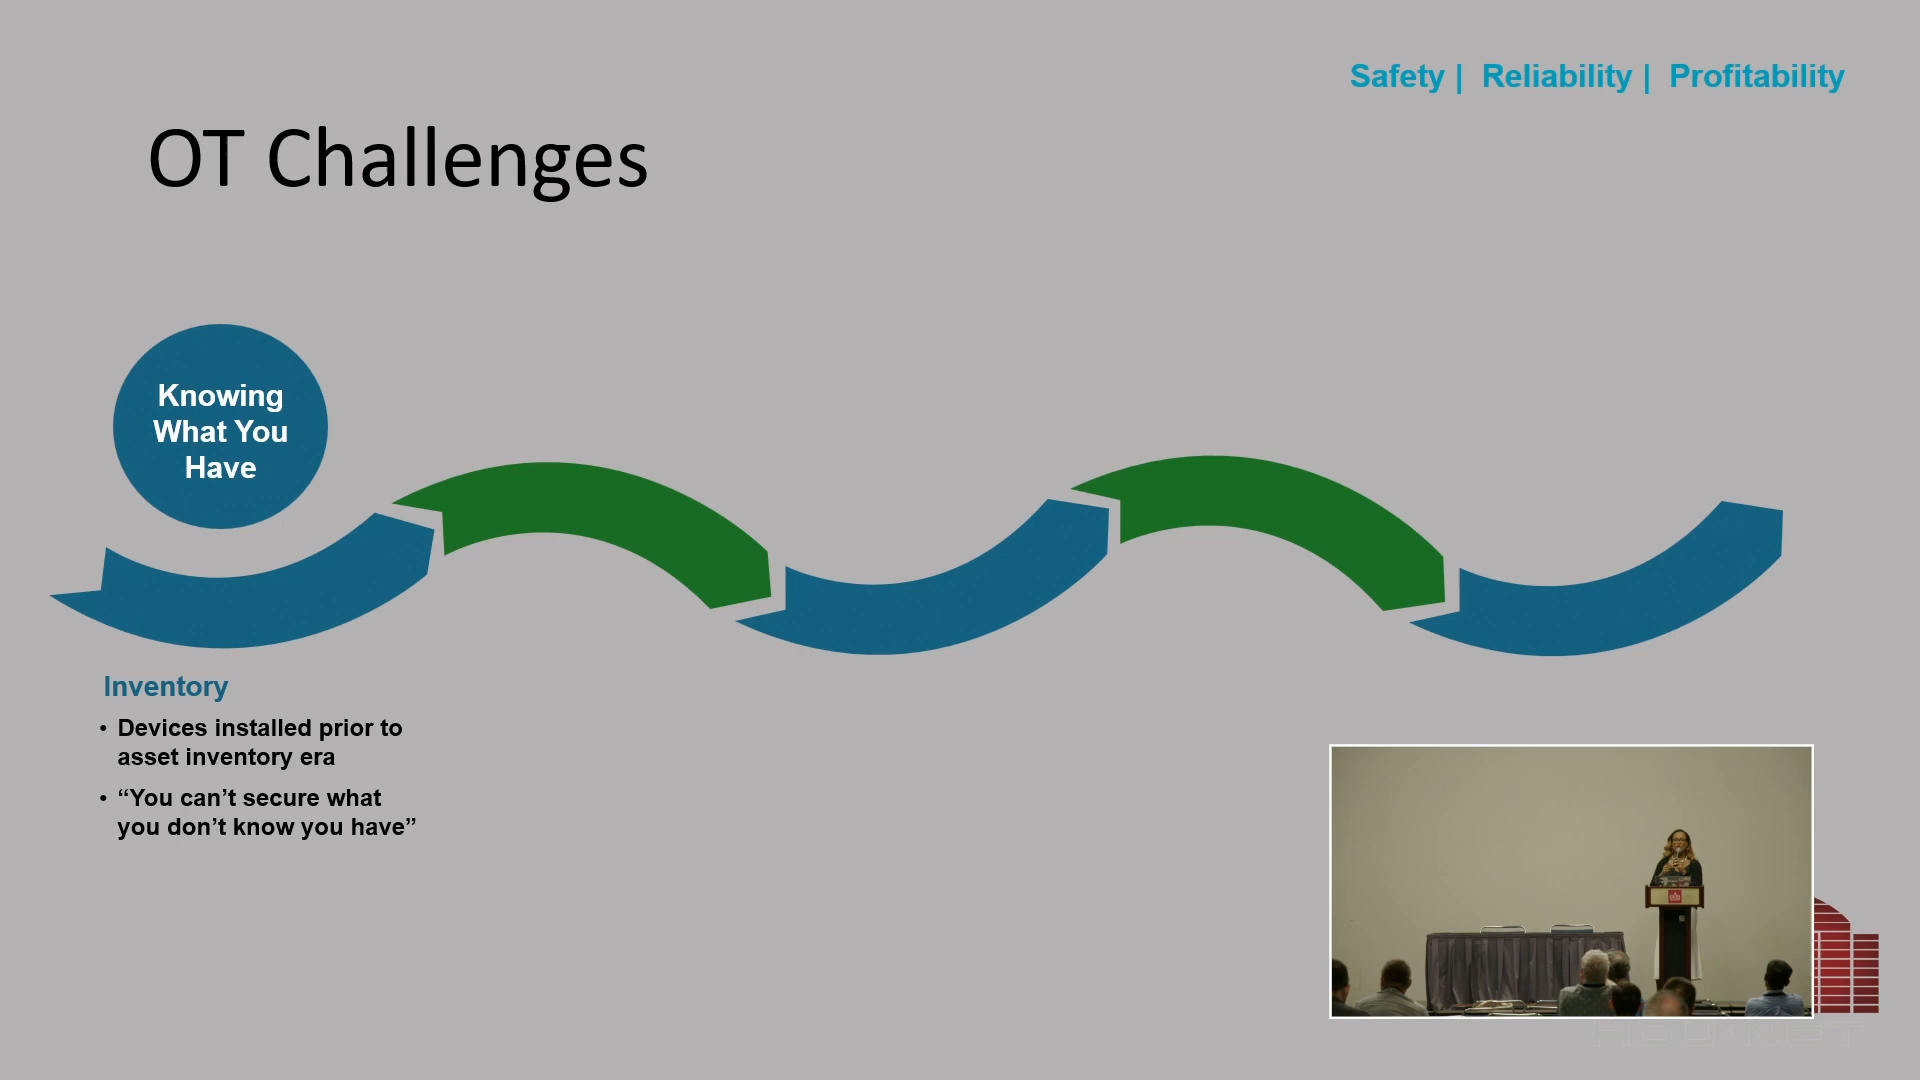 Safety | Reliability | Profitability
OT Challenges
Knowing
What You
Have
Inventory
• Devices installed prior to
asset inventory era
• “You can’t secure what
you don’t know you have”